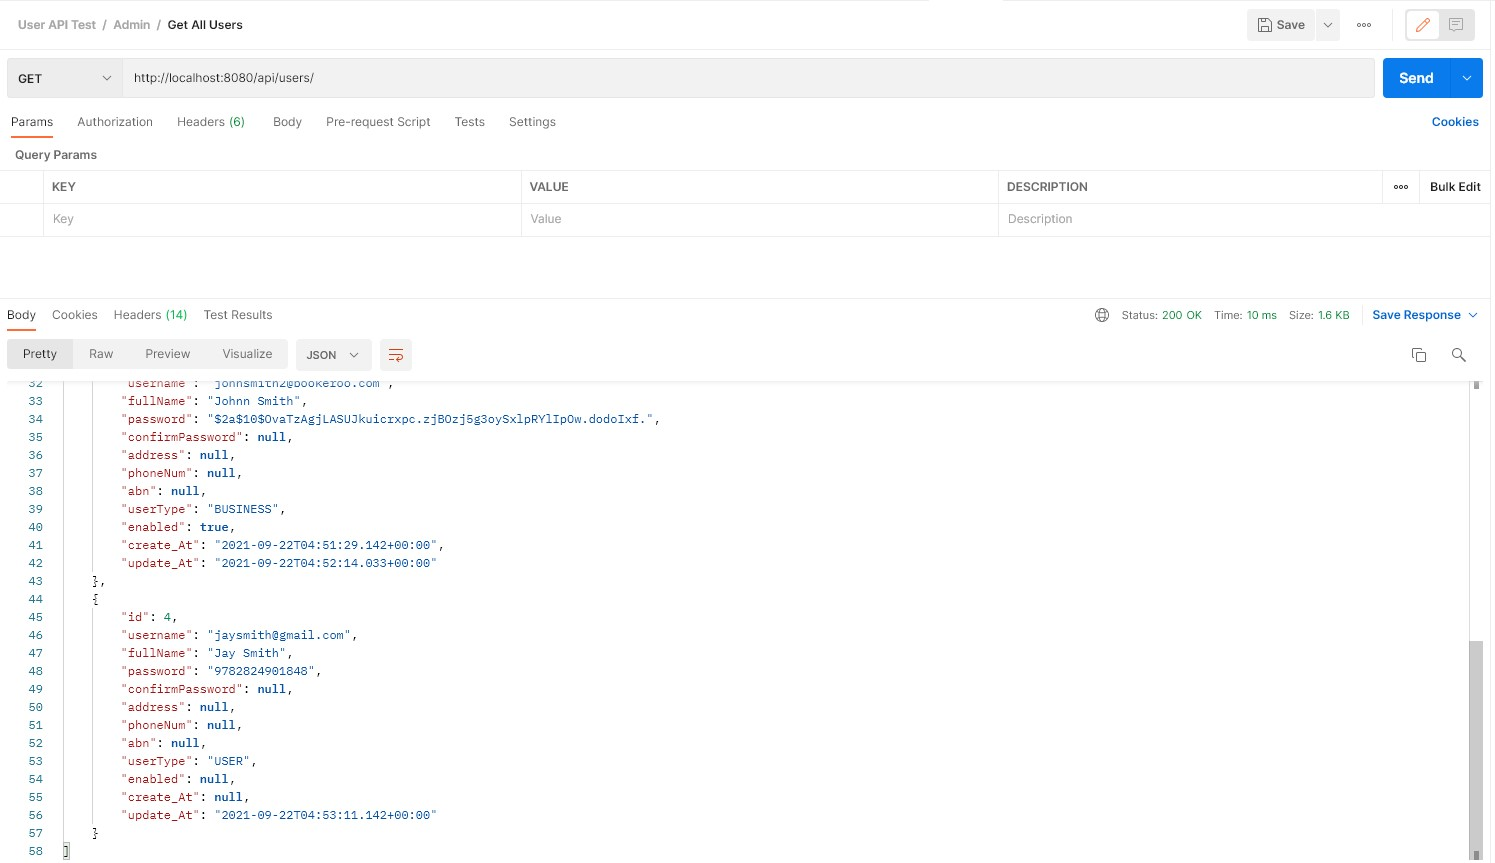 User API Test / Admin / Get All Users
Save
GET
http://localhost:8080/api/users/
Send
Params Authorization Headers (6) Body Pre-request Script Tests Settings
Cookies
Query Params
KEY VALUE DESCRIPTION Bulk Edit
Key Value Description
Body Cookies Headers (14) Test Results
Status: 200 OK Time: 10 ms Size: 1.6 KB Save Response
Pretty Raw Preview Visualize JSON
32 "username": "johnsmith2@bookeroo.com",
33 "fullName": "Johnn Smith",
34 "password": "$2a$10$OvaTzAgjLASUJkuicrxpc.zjBOzj5g3oySxlpRYlIpOw.dodoIxf.",
35 "confirmPassword": null,
36 "address": null,
37 "phoneNum": null,
38 "abn": null,
39 "userType": "BUSINESS",
40 "enabled": true,
41 "create_At": "2021-09-22T04:51:29.142+00:00",
42 "update_At": "2021-09-22T04:52:14.033+00:00"
43 },
44 {
45 "id": 4,
46 "username": "jaysmith@gmail.com",
47 "fullName": "Jay Smith",
48 "password": "9782824901848",
49 "confirmPassword": null,
50 "address": null,
51 "phoneNum": null,
52 "abn": null,
53 "userType": "USER",
54 "enabled": null,
55 "create_At": null,
56 "update_At": "2021-09-22T04:53:11.142+00:00"
57 }
58 ]